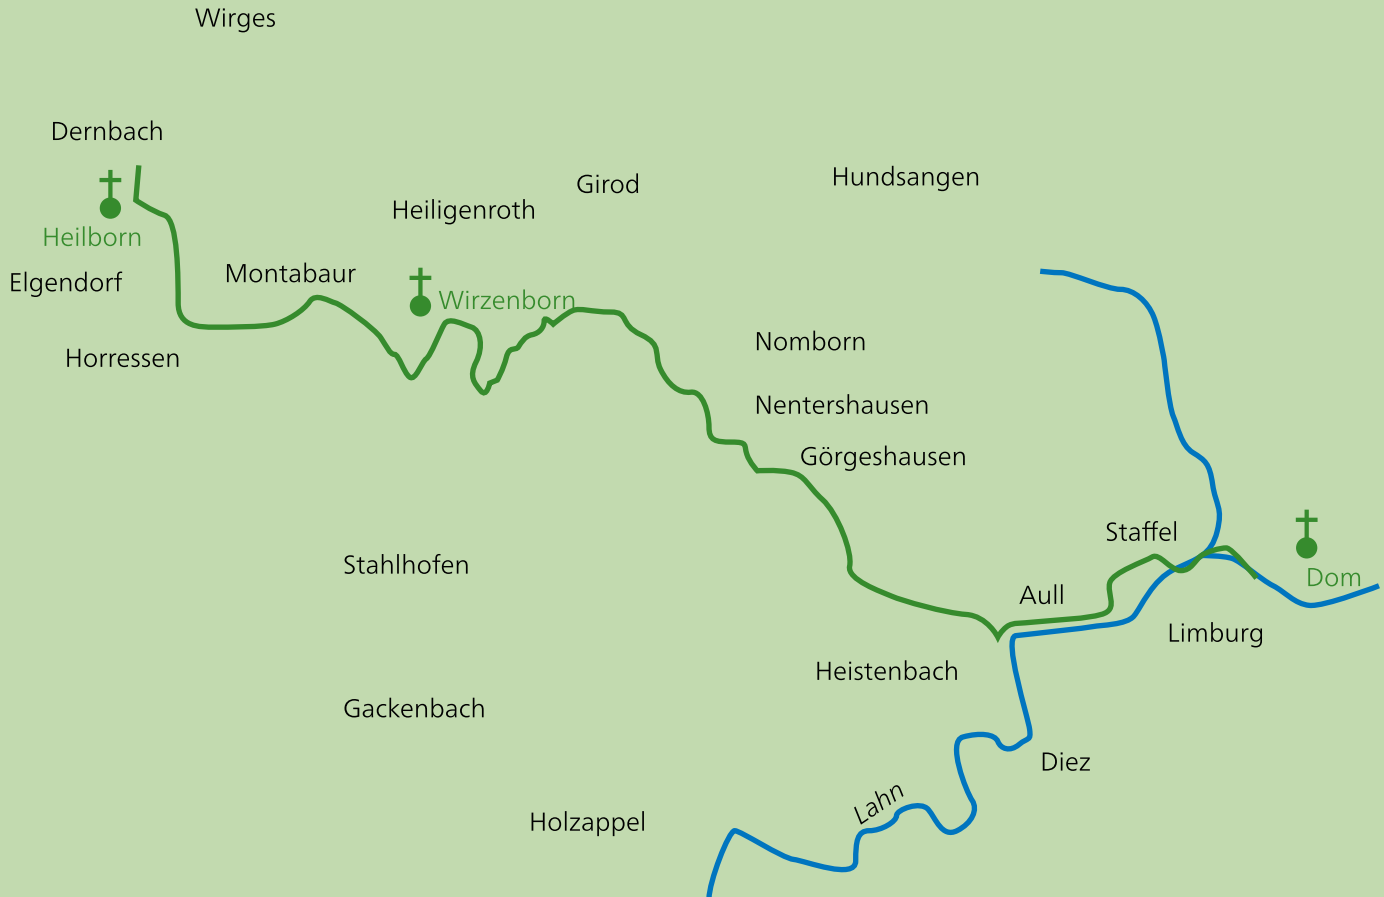 Wirges
Dernbach
Hundsangen
Girod
Heiligenroth
Heilborn
Montabaur
Elgendorf
Wirzenborn
Nomborn
Horressen
Nentershausen
Görgeshausen
Staffel
Stahlhofen
Dom
Aull
Limburg
Heistenbach
Gackenbach
Diez
Lahn
Holzappel